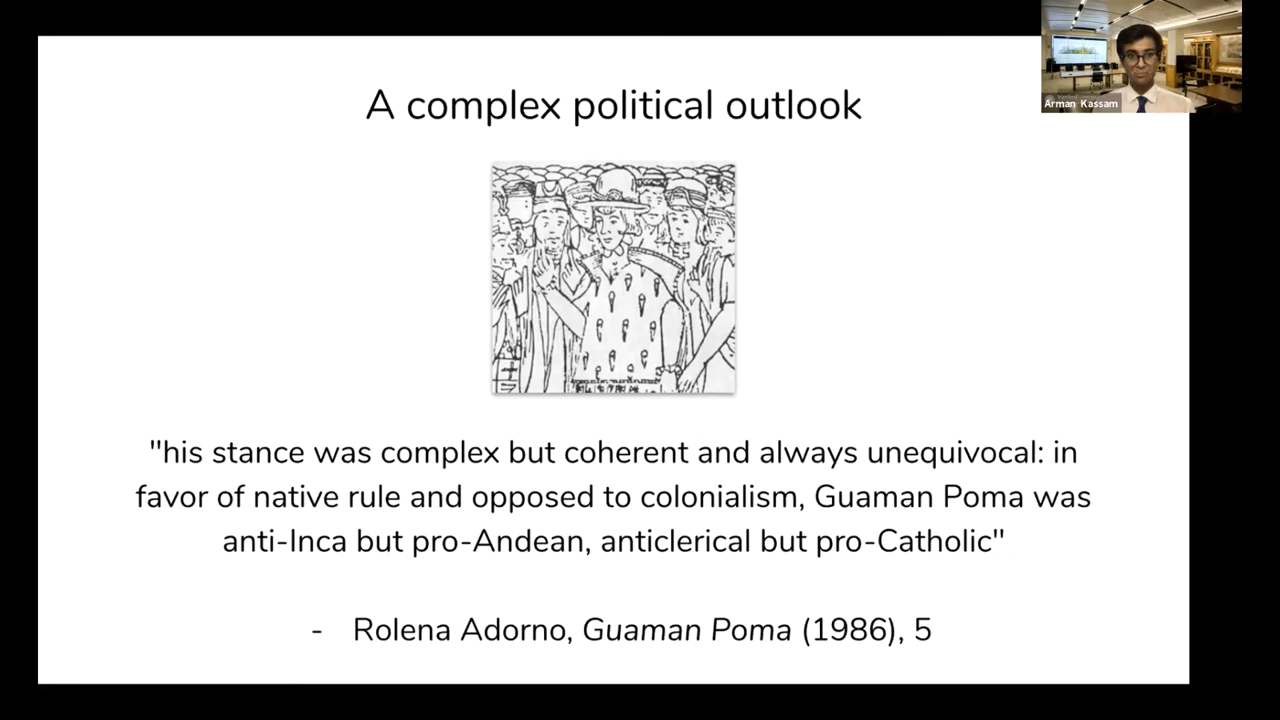 A complex political outlook
Arman Kassam
"his stance was complex but coherent and always unequivocal: in
favor of native rule and opposed to colonialism, Guaman Poma was
anti-Inca but pro-Andean, anticlerical but pro-Catholic"
- Rolena Adorno, Guaman Poma (1986), 5